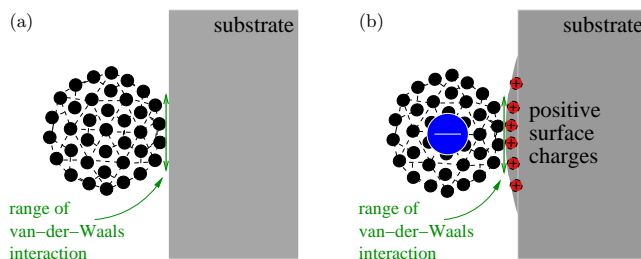 (a)
substrate
range of
van−der−Waals
interaction
(b)
substrate
−
+
+
+
+
+
+
positive
surface
charges
range of
van−der−Waals
interaction